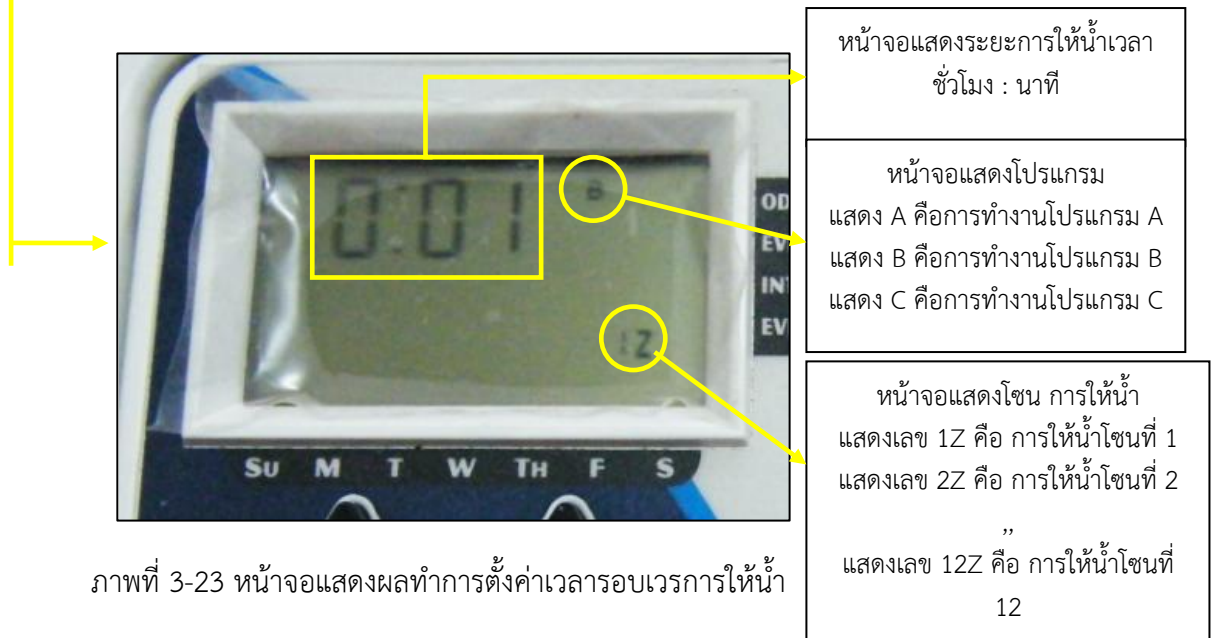 หน้าจอแสดงระยะการให้น้ำเวลา
ชั่วโมง : นาที
0:01
B
หน้าจอแสดงโปรแกรม
แสดง A คือการทำงานโปรแกรม A
แสดง B คือการทำงานโปรแกรม B
แสดง C คือการทำงานโปรแกรม C
OD
EV
INT
EV
1Z
หน้าจอแสดงโซน การให้น้ำ
แสดงเลข 1Z คือ การให้น้ำโซนที่ 1
แสดงเลข 2Z คือ การให้น้ำโซนที่ 2
,,
แสดงเลข 12Z คือ การให้น้ำโซนที่
12
SU M T W TH F S
ภาพที่ 3-23 หน้าจอแสดงผลทำการตั้งค่าเวลารอบเวรการให้น้ำ